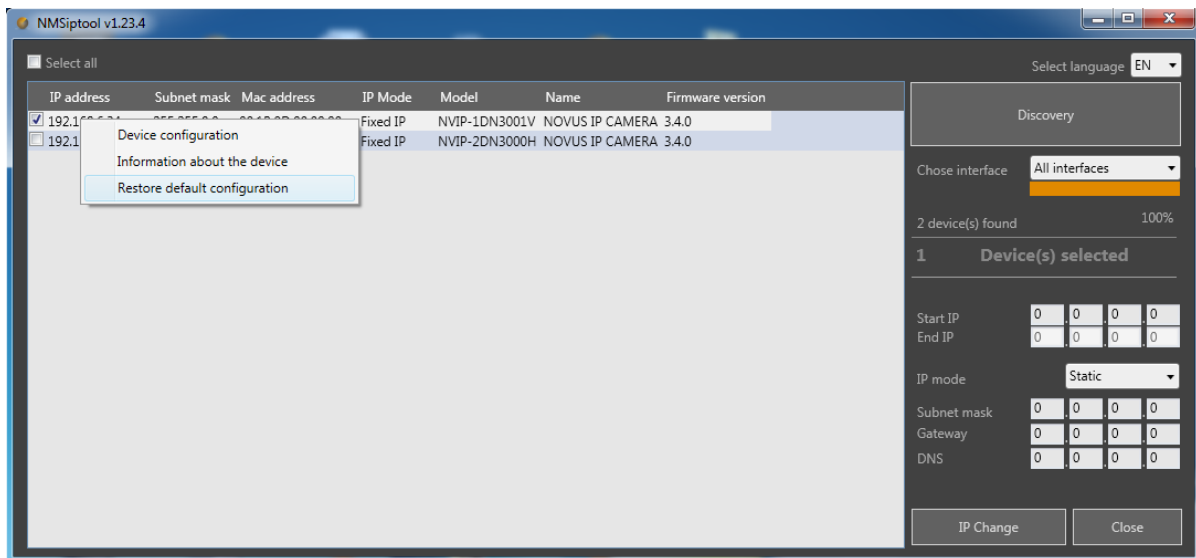 NMSiptool v1.23.4
Select all
Select language EN
IP address Subnet mask Mac address IP Mode Model Name Firmware version
Fixed IP NVIP-1DN3001V NOVUS IP CAMERA 3.4.0
192.1 Fixed IP NVIP-2DN3000H NOVUS IP CAMERA 3.4.0
Device configuration
Information about the device
Restore default configuration
Discovery
Chose interface All interfaces
2 device(s) found 100%
1 Device(s) selected
Start IP 0 . 0 . 0 . 0
End IP 0 . 0 . 0 . 0
IP mode Static
Subnet mask 0 . 0 . 0 . 0
Gateway 0 . 0 . 0 . 0
DNS 0 . 0 . 0 . 0
IP Change Close